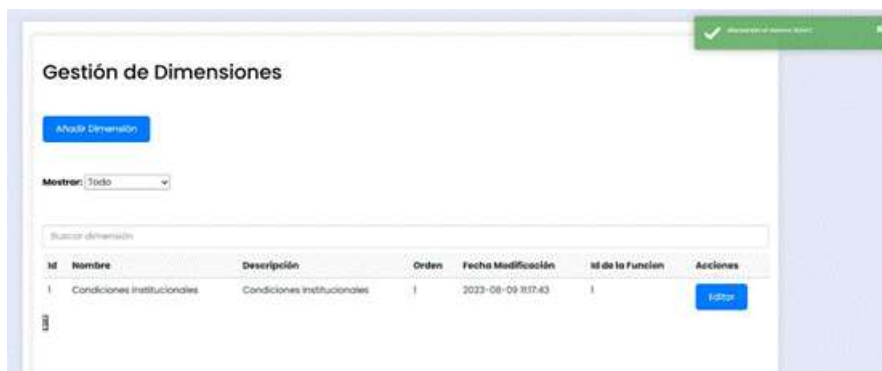 Gestión de Dimensiones
Añadir Dimensión
Mostrar: Todo
Buscar dimensión
Id Nombre Descripción Orden Fecha Modificación Id de la Funcion Acciones
1 Condiciones Institucionales Condiciones Institucionales 1 2023-08-09 11:17:43 1 Editar